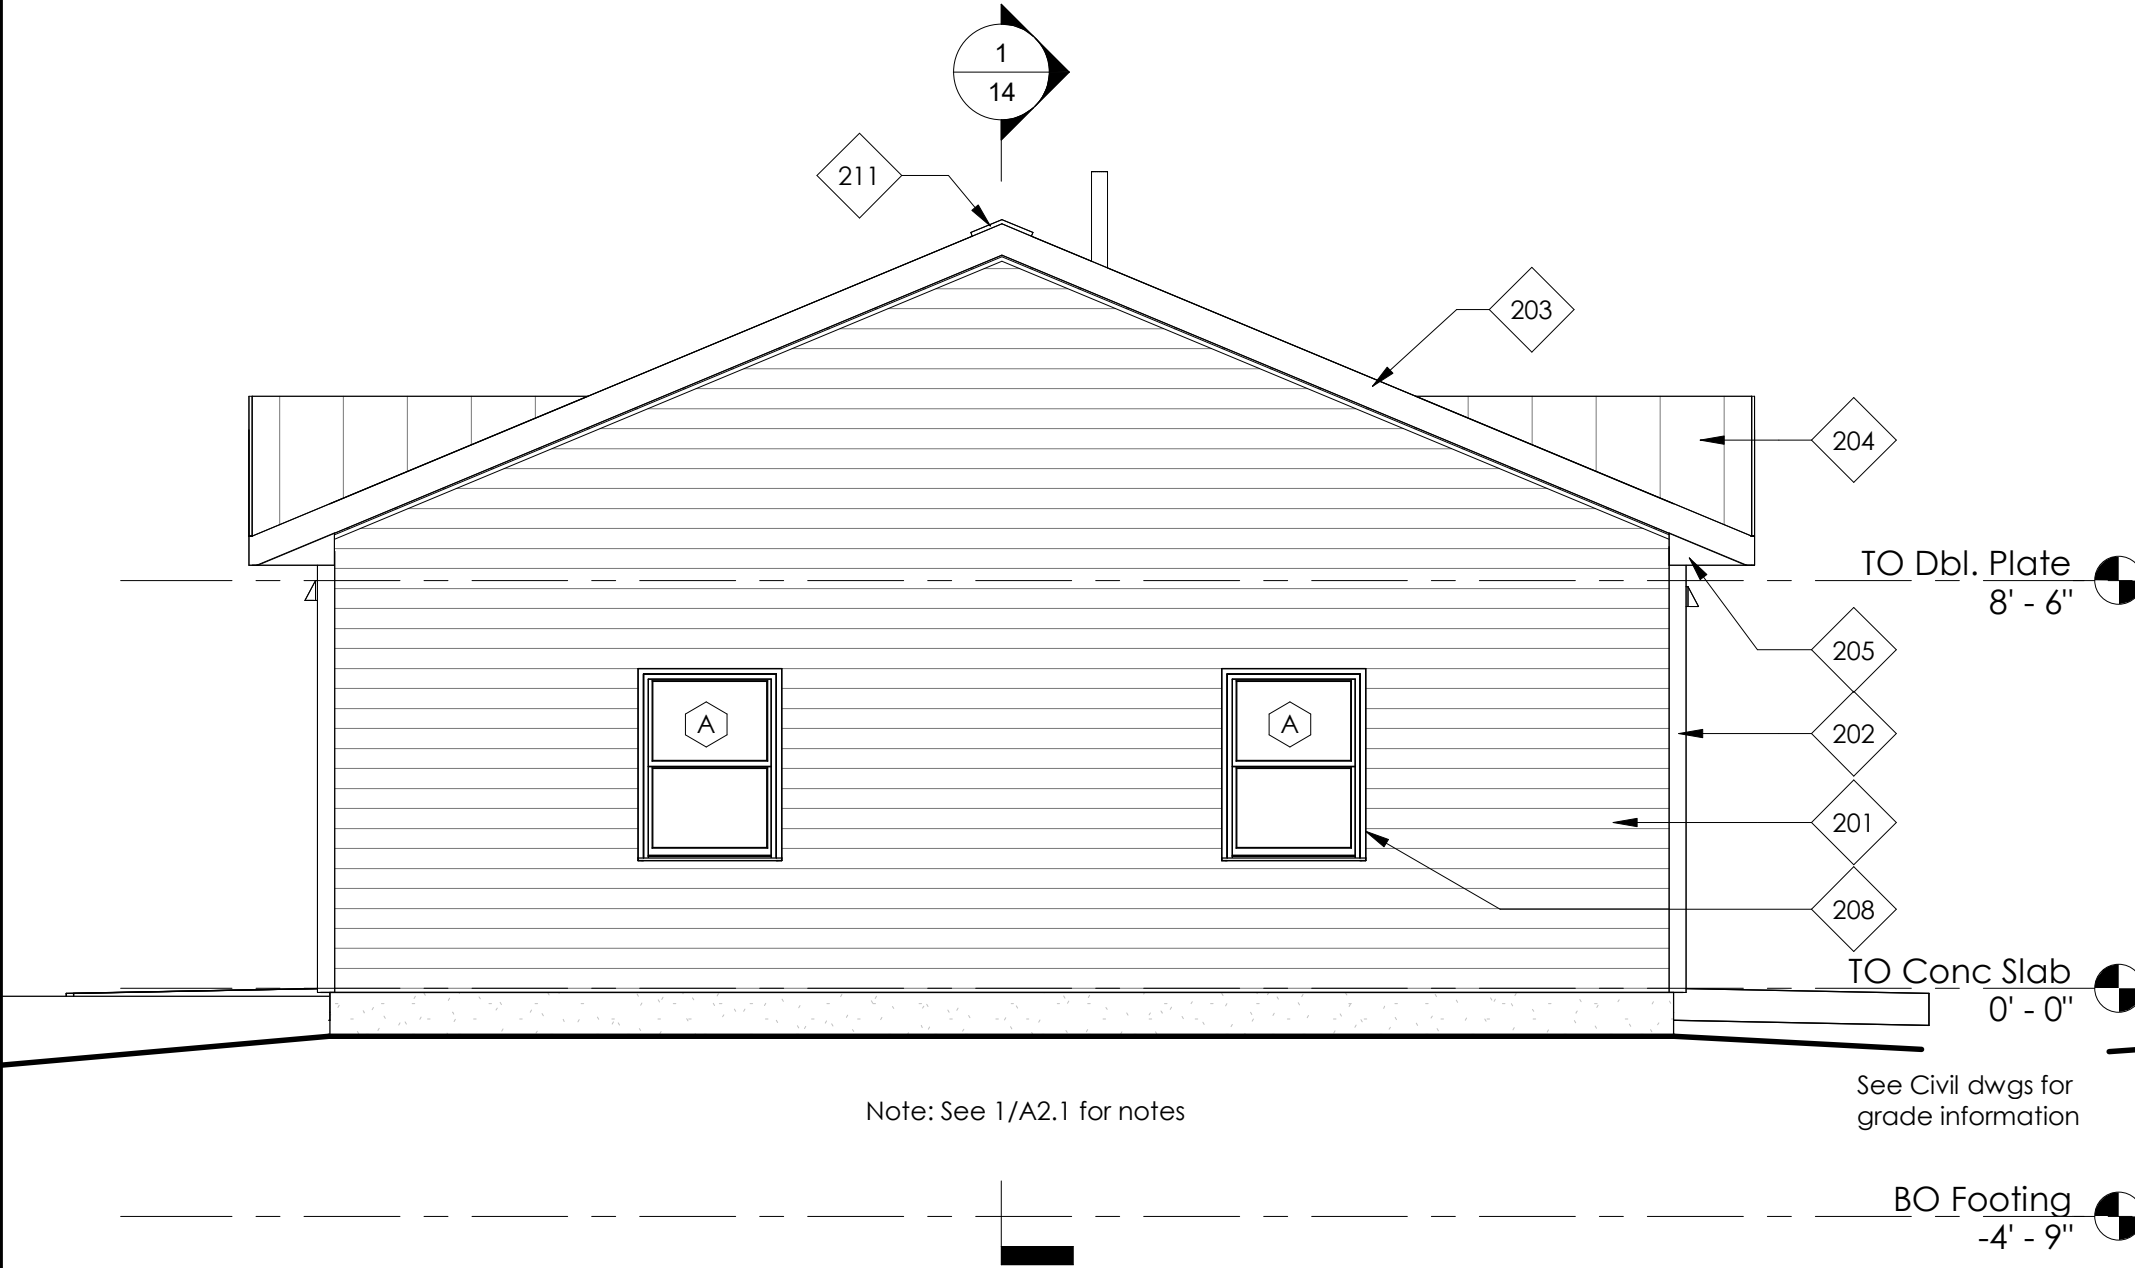 1
14
211
203
204
TO Dbl. Plate
8' - 6"
205
A
A
202
201
208
TO Conc Slab
0' - 0"
See Civil dwgs for
grade information
Note: See 1/A2.1 for notes
BO Footing
-4' - 9"